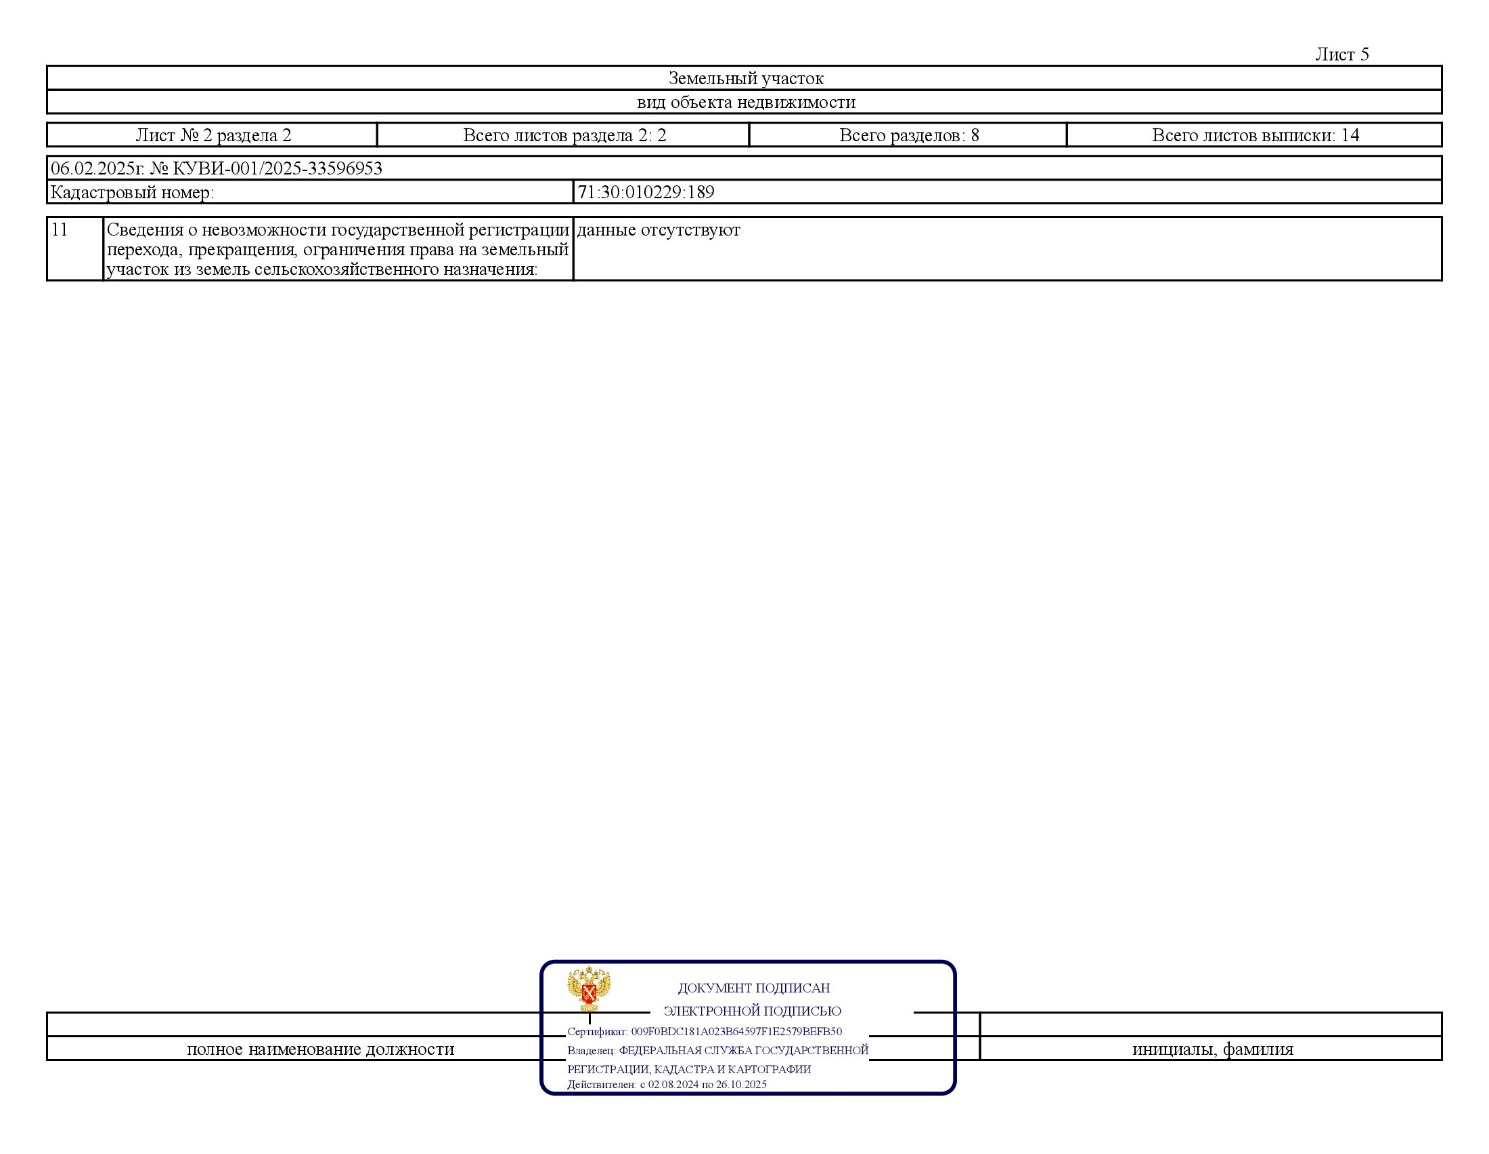 Лист 5
Земельный участок
вид объекта недвижимости
Лист № 2 раздела 2 Всего листов раздела 2: 2 Всего разделов: 8 Всего листов выписки: 14
06.02.2025г. № КУВИ-001/2025-33596953
Кадастровый номер: 71:30:010229:189
11 Сведения о невозможности государственной регистрации данные отсутствуют
перехода, прекращения, ограничения права на земельный
участок из земель сельскохозяйственного назначения:
ДОКУМЕНТ ПОДПИСАН
ЭЛЕКТРОННОЙ ПОДПИСЬЮ
Сертификат: 009F0BDC181A023B64597F1E2579BEFB50
Владелец: ФЕДЕРАЛЬНАЯ СЛУЖБА ГОСУДАРСТВЕННОЙ
РЕГИСТРАЦИИ, КАДАСТРА И КАРТОГРАФИИ
Действителен: с 02.08.2024 по 26.10.2025
полное наименование должности
инициалы, фамилия